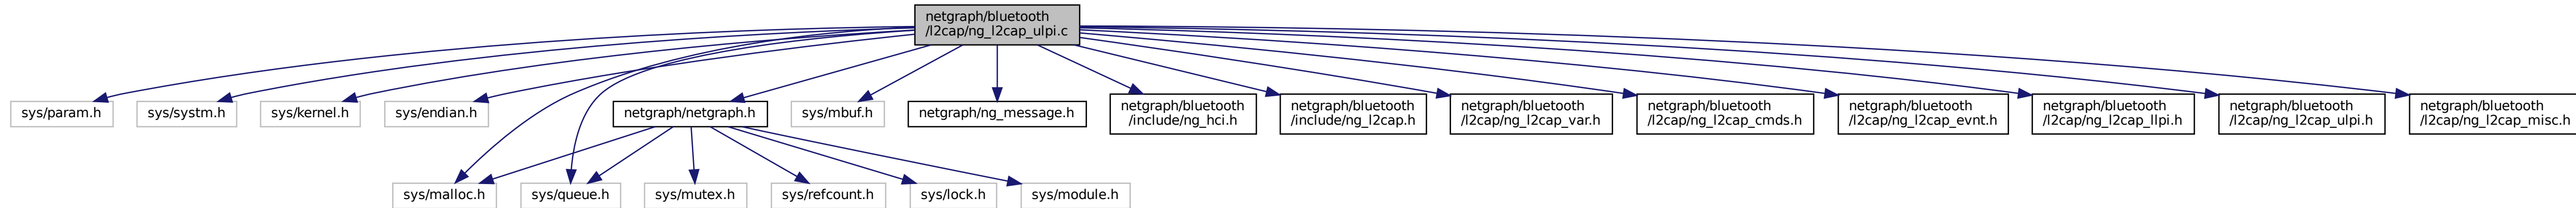 netgraph/bluetooth
/l2cap/ng_l2cap_ulpi.c
sys/param.h
sys/systm.h
sys/kernel.h
sys/endian.h
netgraph/netgraph.h
sys/mbuf.h
netgraph/ng_message.h
netgraph/bluetooth
/include/ng_hci.h
netgraph/bluetooth
/include/ng_l2cap.h
netgraph/bluetooth
/l2cap/ng_l2cap_var.h
netgraph/bluetooth
/l2cap/ng_l2cap_cmds.h
netgraph/bluetooth
/l2cap/ng_l2cap_evnt.h
netgraph/bluetooth
/l2cap/ng_l2cap_llpi.h
netgraph/bluetooth
/l2cap/ng_l2cap_ulpi.h
netgraph/bluetooth
/l2cap/ng_l2cap_misc.h
sys/malloc.h
sys/queue.h
sys/mutex.h
sys/refcount.h
sys/lock.h
sys/module.h